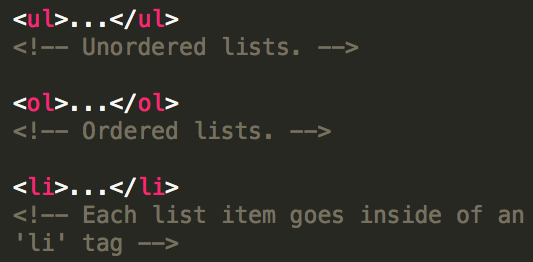 <ul>...</ul>
<!-- Unordered lists. -->
<ol>...</ol>
<!-- Ordered lists. -->
<li>...</li>
<!-- Each list item goes inside of an
'li' tag -->